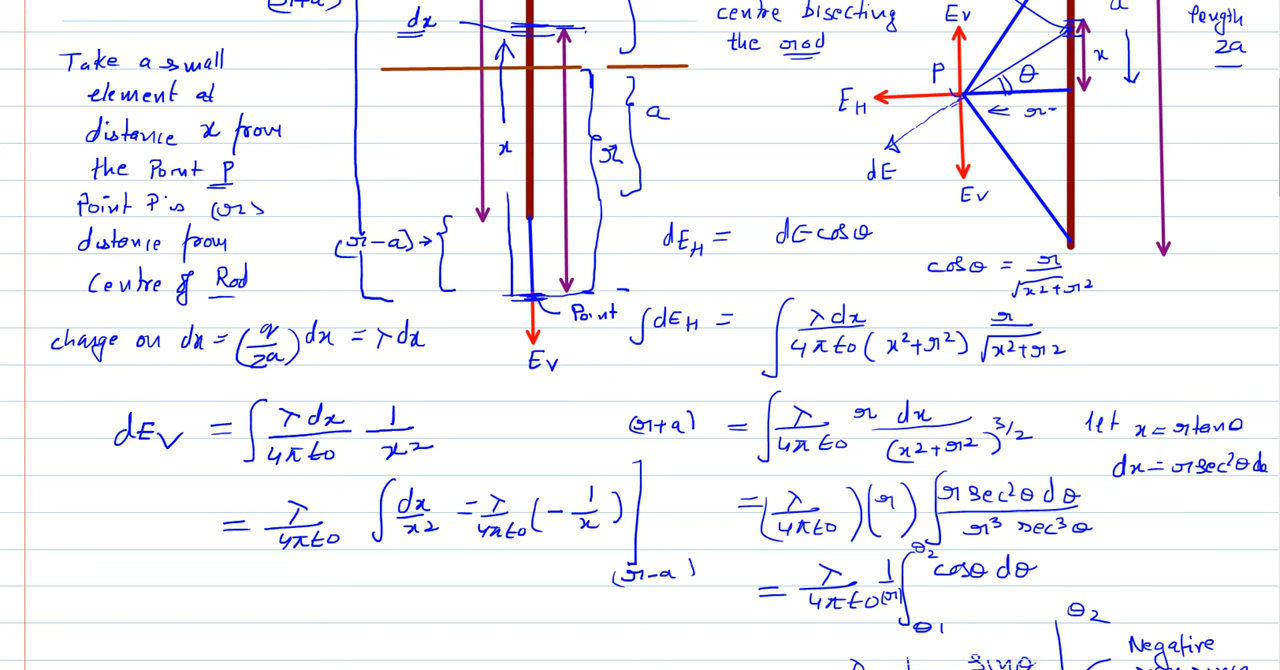 dx
Take a small
element at
distance x from
the Point P
Point P is (r)
distance from
Centre of Rod
(r-a) →
x
r
a
Point
Ev
charge on dx = (q/2a) dx = λ dx
dEv = ∫ λ dx/4πε0 1/x²
= λ/4πε0 ∫ dx/x² = λ/4πε0 (-1/x) ]
(r+a)
(r-a)
centre bisecting
the rod
Ev
P
θ
EH
← r
dE
Ev
x
a
length
2a
dEH = dE cosθ
cosθ = r/√x²+r²
∫dEH = ∫ λ dx/4πε0 (x²+r²) r/√x²+r²
= ∫ λ/4πε0 r dx/(x²+r²)^3/2
let x = r tanθ
dx = r sec²θ dθ
= (λ/4πε0)(r) ∫ r sec²θ dθ/r³ sec³θ
= λ/4πε0 1/(r) ∫ cosθ dθ
θ2
θ1
θ2
Negative
sinθ